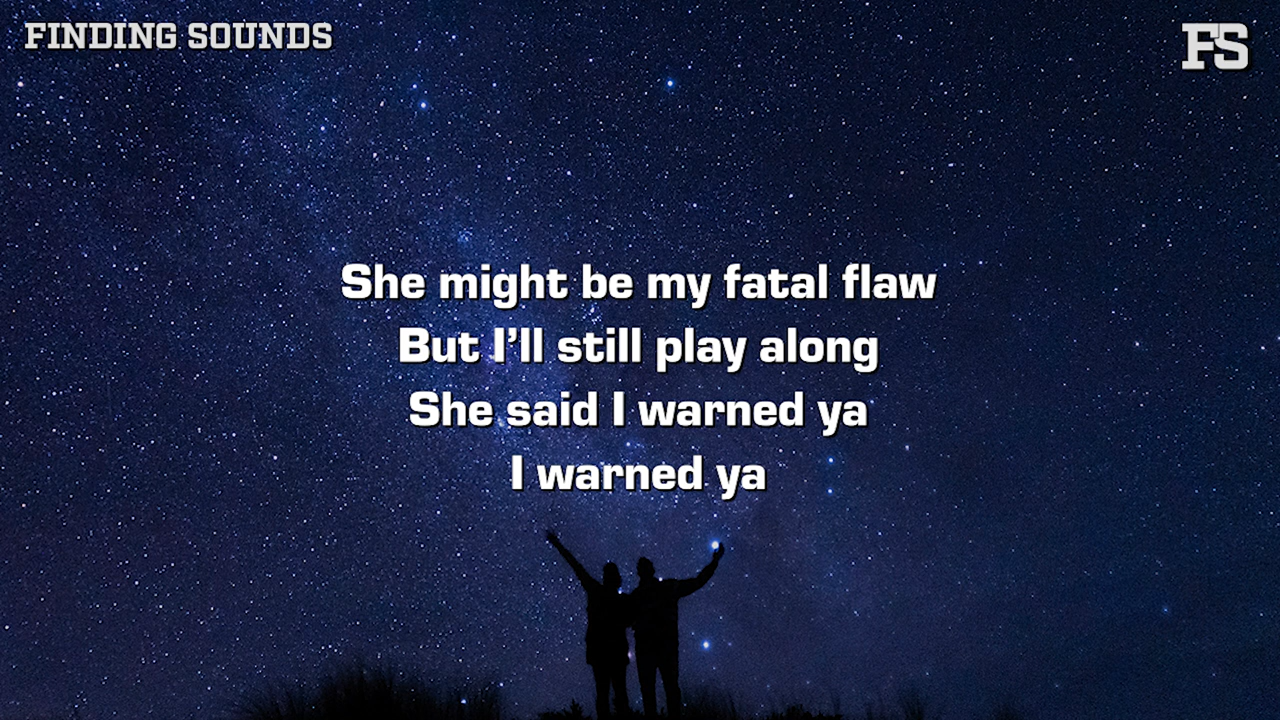 FINDING SOUNDS
FS
She might be my fatal flaw
But I’ll still play along
She said I warned ya
I warned ya